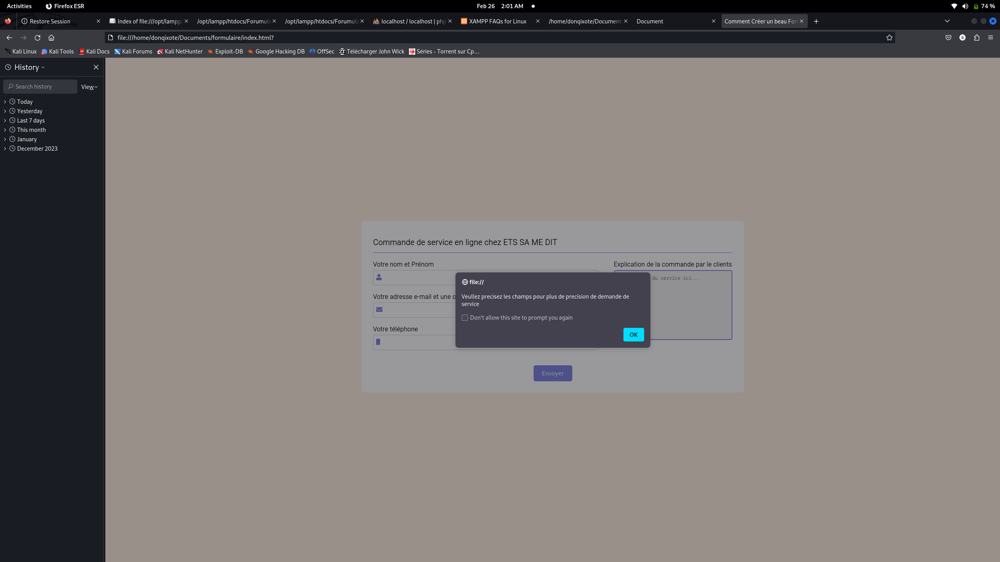 Activities Firefox ESR Feb 26 2:01 AM 74 %
Restore Session Index of file:///opt/lampp/ /opt/lampp/htdocs/Forumula /opt/lampp/htdocs/Forumula localhost / localhost | php XAMPP FAQs for Linux /home/donqixote/Documents Document Comment Créer un beau For
file:///home/donqixote/Documents/formulaire/index.html? S
Kali Linux Kali Tools Kali Docs Kali Forums Kali NetHunter Exploit-DB Google Hacking DB OffSec ZT Télécharger John Wick Séries - Torrent sur Cp…
History
Search history View
Today
Yesterday
Last 7 days
This month
January
December 2023
Commande de service en ligne chez ETS SA ME DIT
Votre nom et Prénom Explication de la commande par le clients
du service ici...
Votre adresse e-mail et une c
Votre téléphone
file://
Veullez precisez les champs pour plus de precision de demande de
service
Don't allow this site to prompt you again
OK
Envoyer